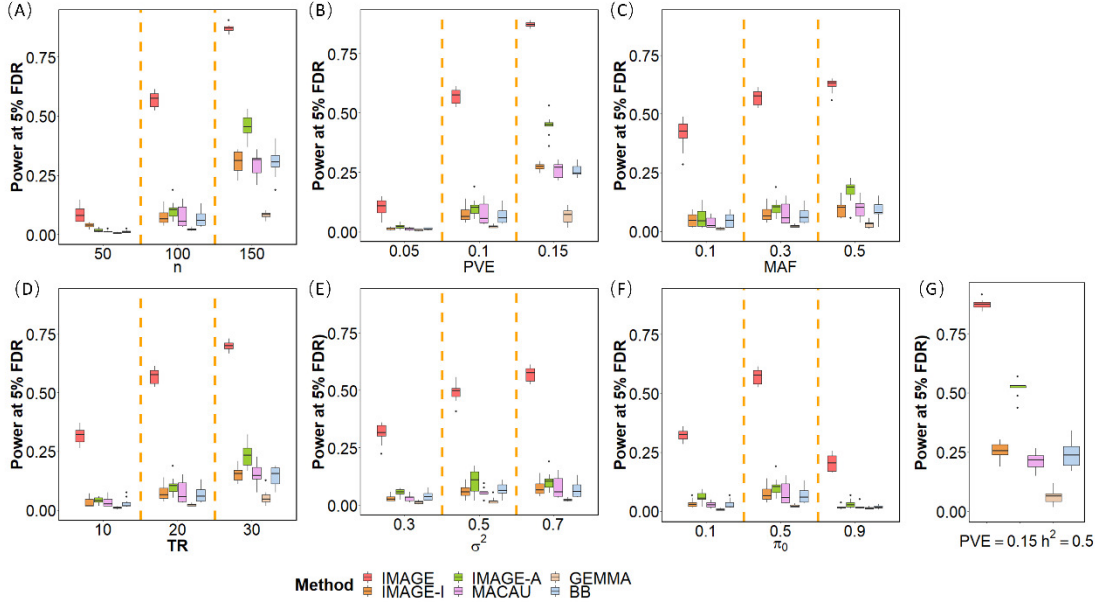 (A)
Power at 5% FDR
0.75
0.50
0.25
0.00
50 100 150
n
(B)
Power at 5% FDR
0.75
0.50
0.25
0.00
0.05 0.1 0.15
PVE
(C)
Power at 5% FDR
0.75
0.50
0.25
0.00
0.1 0.3 0.5
MAF
(D)
Power at 5% FDR
0.75
0.50
0.25
0.00
10 20 30
TR
(E)
Power at 5% FDR
0.75
0.50
0.25
0.00
0.3 0.5 0.7
σ²
(F)
Power at 5% FDR
0.75
0.50
0.25
0.00
0.1 0.5 0.9
π₀
(G)
Power at 5% FDR)
0.75
0.50
0.25
0.00
PVE = 0.15 h² = 0.5
Method IMAGE IMAGE-A GEMMA
IMAGE-I MACAU BB